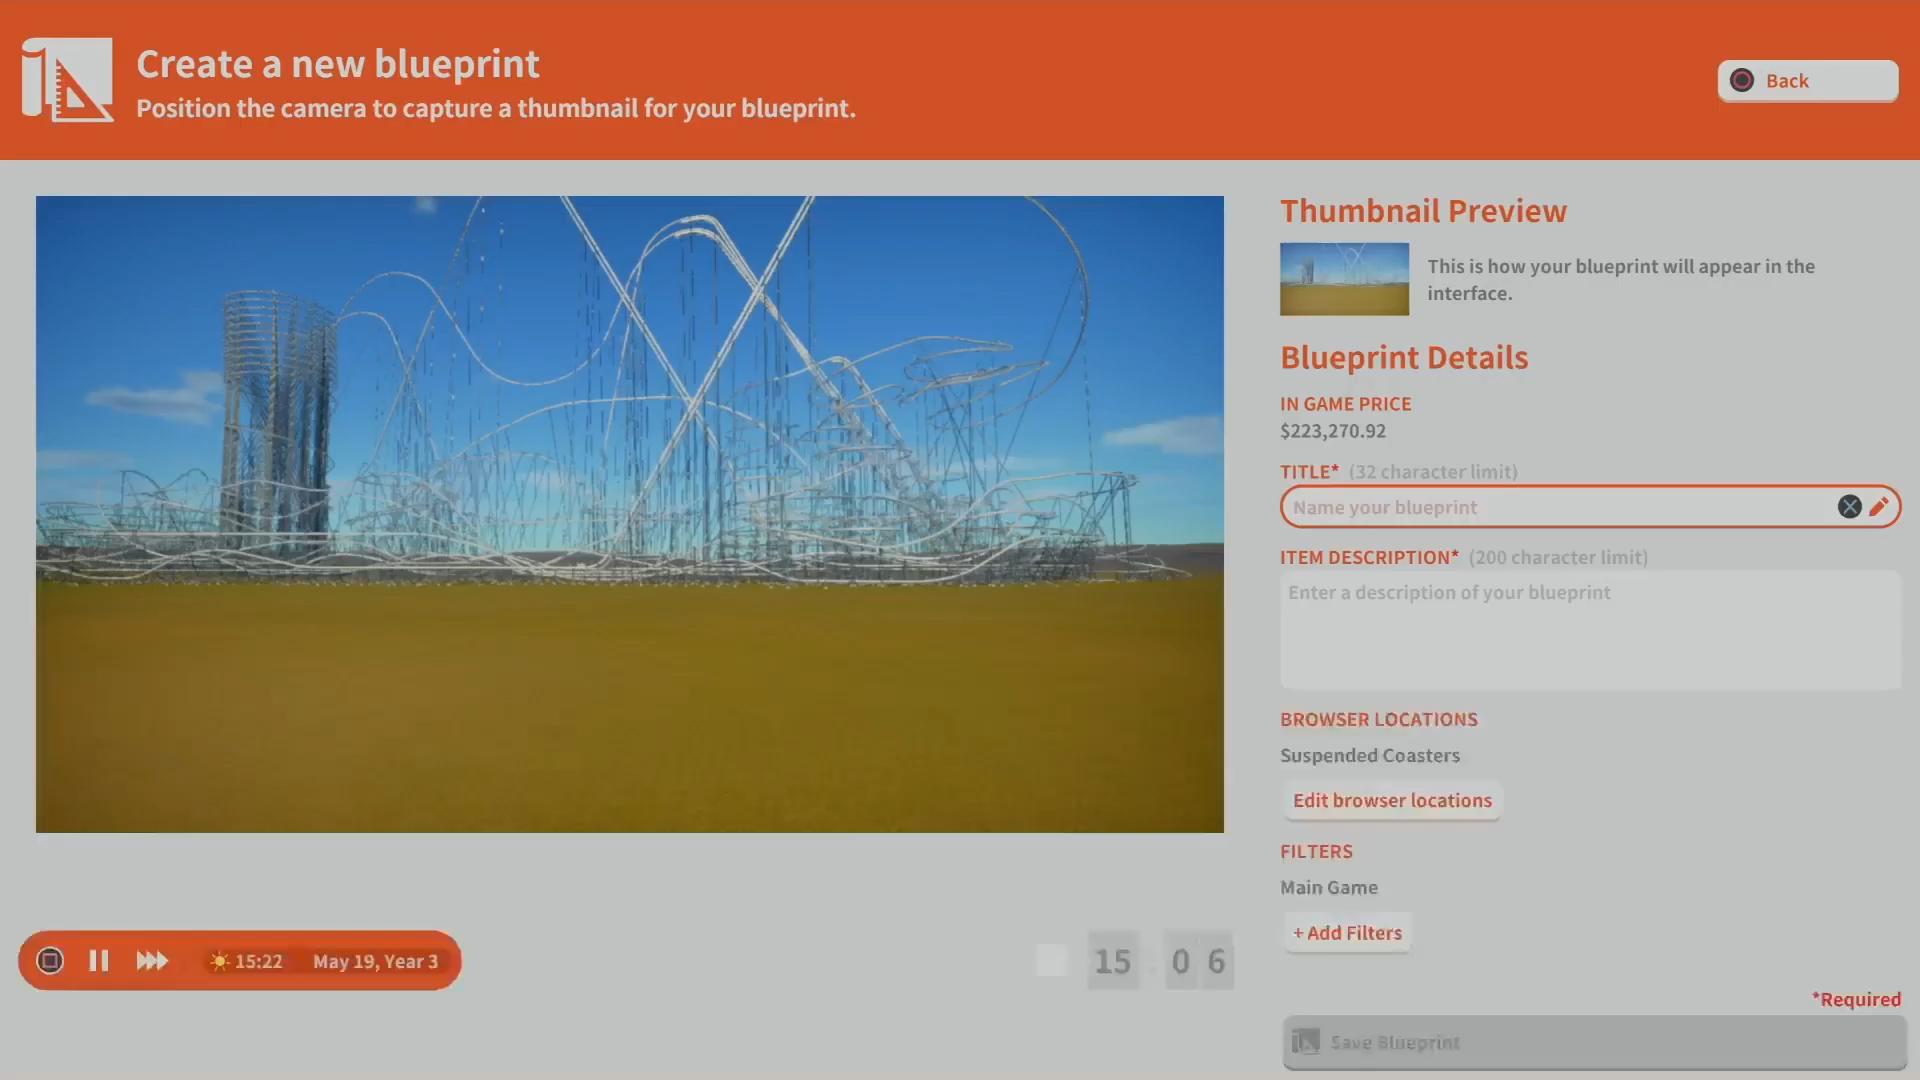 Create a new blueprint
Position the camera to capture a thumbnail for your blueprint.
Back
Thumbnail Preview
This is how your blueprint will appear in the
interface.
Blueprint Details
IN GAME PRICE
$223,270.92
TITLE* (32 character limit)
Name your blueprint
ITEM DESCRIPTION* (200 character limit)
Enter a description of your blueprint
BROWSER LOCATIONS
Suspended Coasters
Edit browser locations
FILTERS
Main Game
+ Add Filters
15:22 May 19, Year 3
15 06
*Required
Save Blueprint